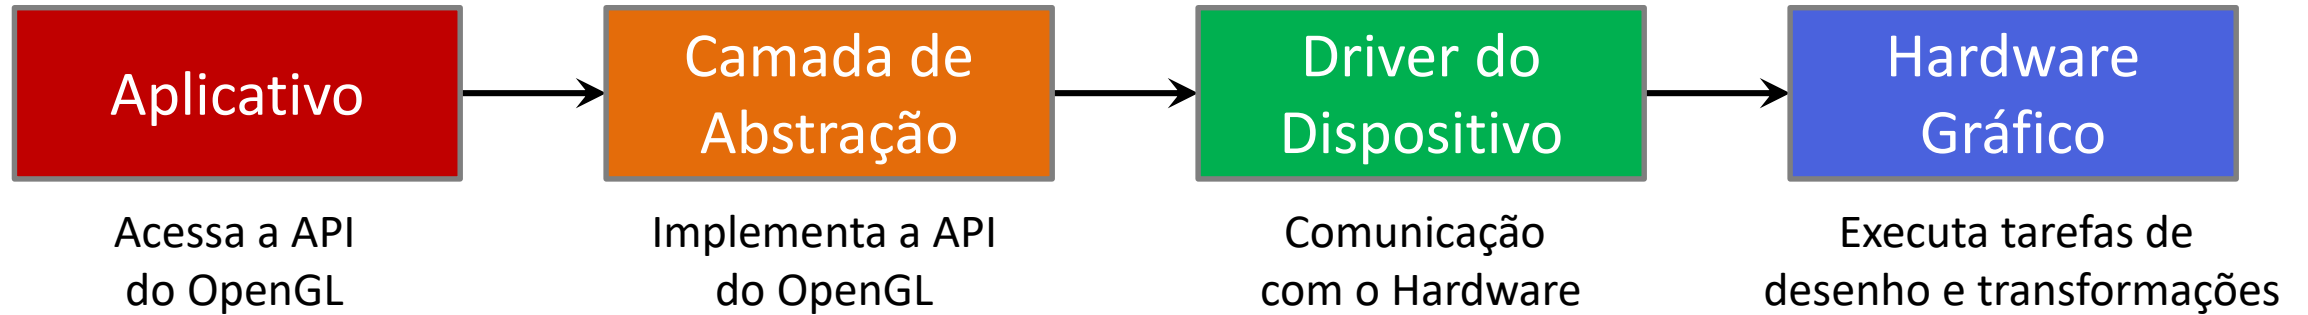 Aplicativo
Camada de
Abstração
Driver do
Dispositivo
Hardware
Gráfico
Acessa a API
do OpenGL
Implementa a API
do OpenGL
Comunicação
com o Hardware
Executa tarefas de
desenho e transformações